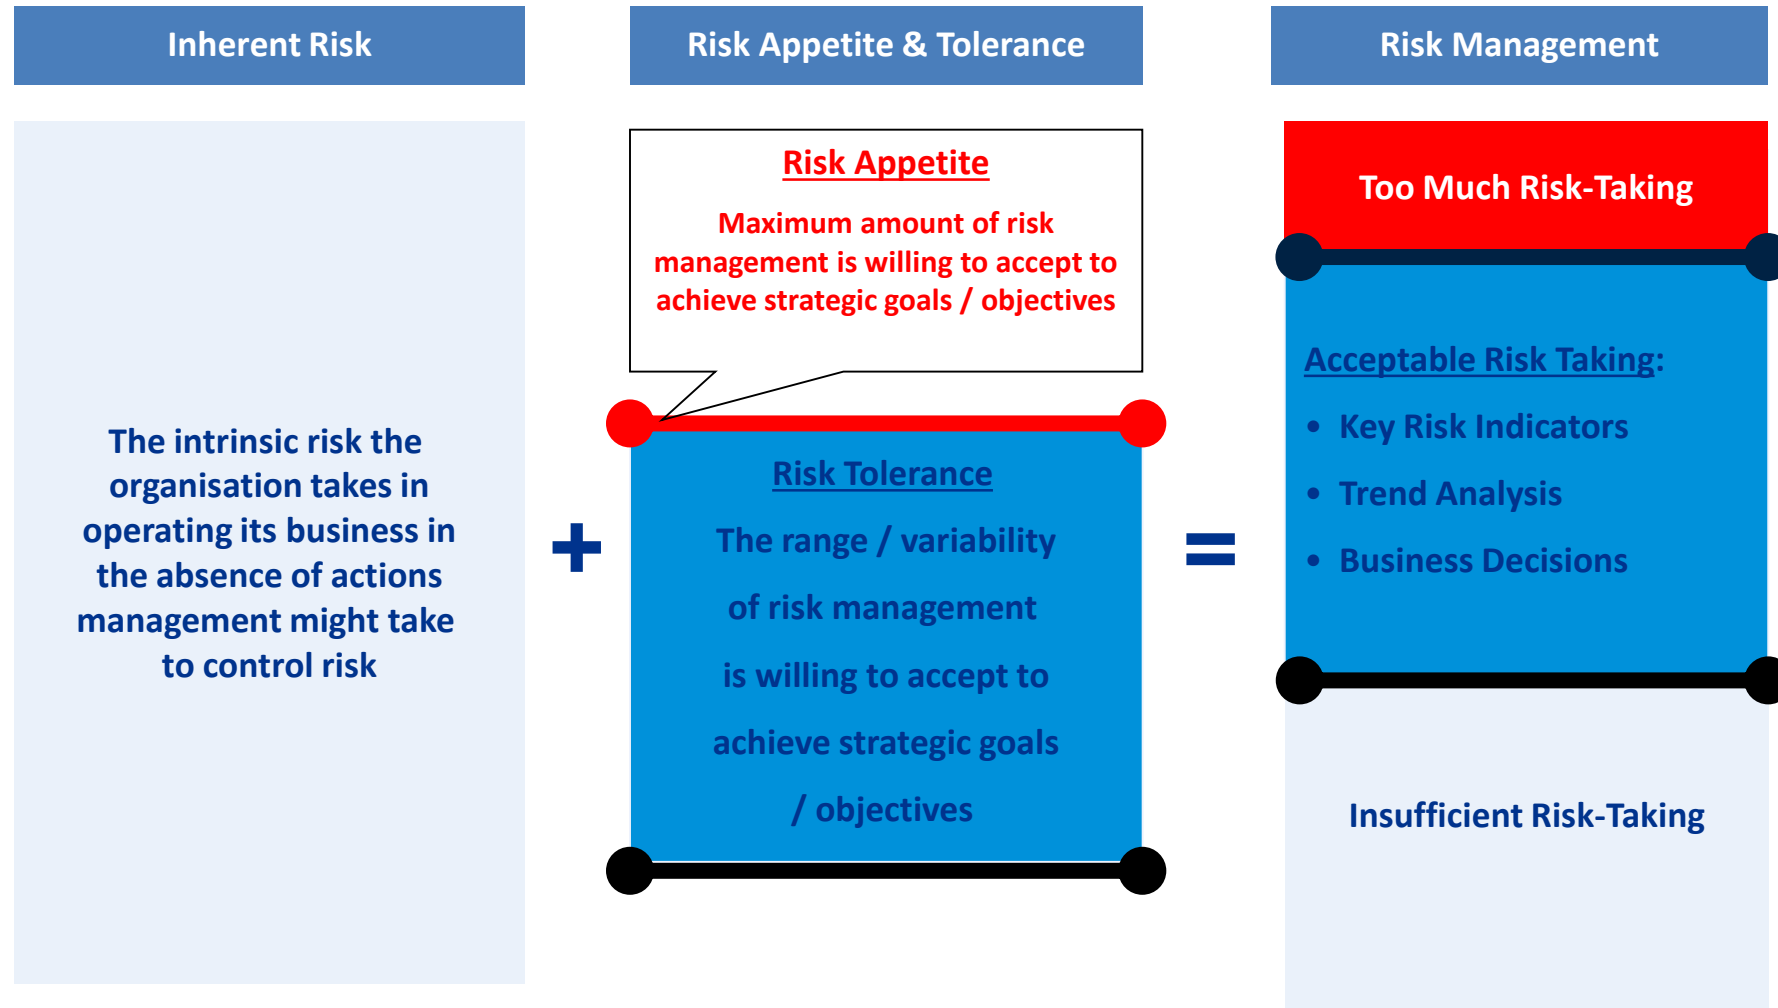 Inherent Risk
Risk Appetite & Tolerance
Risk Management
The intrinsic risk the
organisation takes in
operating its business in
the absence of actions
management might take
to control risk
+
Risk Appetite
Maximum amount of risk
management is willing to accept to
achieve strategic goals / objectives
Risk Tolerance
The range / variability
of risk management
is willing to accept to
achieve strategic goals
/ objectives
=
Too Much Risk-Taking
Acceptable Risk Taking:
• Key Risk Indicators
• Trend Analysis
• Business Decisions
Insufficient Risk-Taking